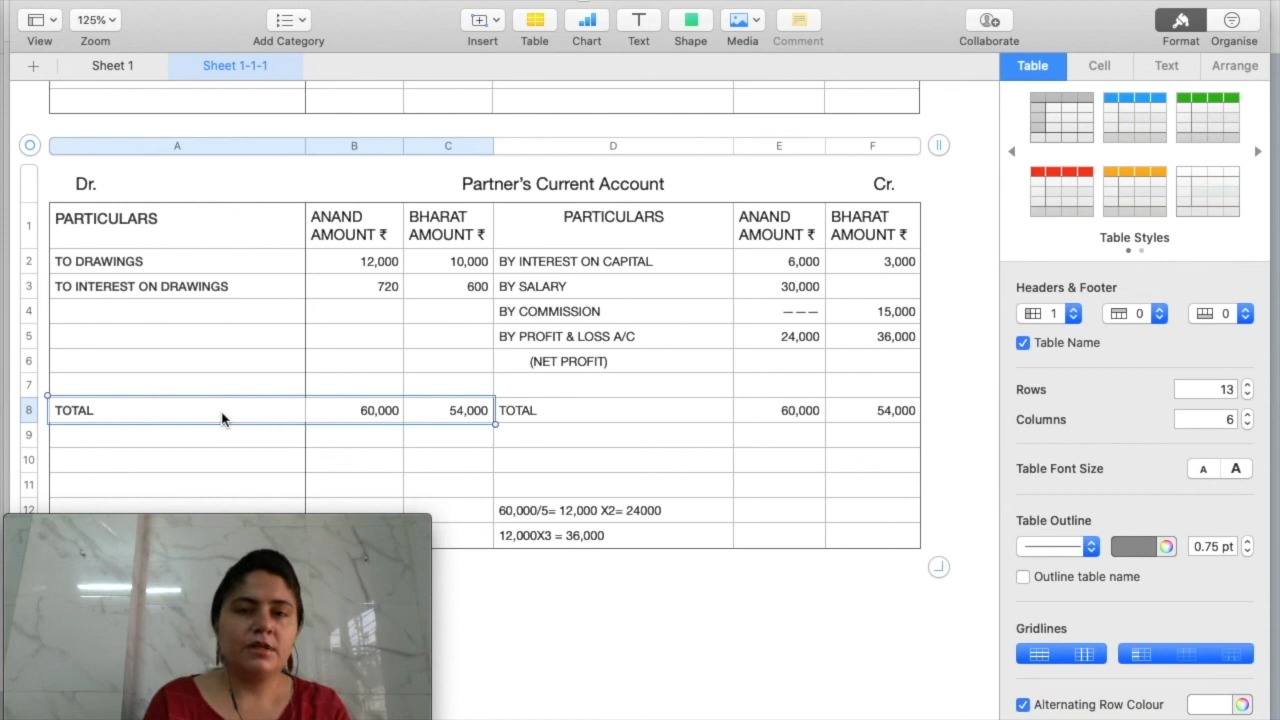 View
125%
Zoom
Add Category
Insert
Table
Chart
Text
Shape
Media
Comment
Collaborate
Format
Organise
Sheet 1
Sheet 1-1-1
Table
Cell
Text
Arrange
A B C D E F
Dr. Partner's Current Account Cr.
1 PARTICULARS ANAND AMOUNT ₹ BHARAT AMOUNT ₹ PARTICULARS ANAND AMOUNT ₹ BHARAT AMOUNT ₹
2 TO DRAWINGS 12,000 10,000 BY INTEREST ON CAPITAL 6,000 3,000
3 TO INTEREST ON DRAWINGS 720 600 BY SALARY 30,000
4 BY COMMISSION ——— 15,000
5 BY PROFIT & LOSS A/C 24,000 36,000
6 (NET PROFIT)
7
8 TOTAL 60,000 54,000 TOTAL 60,000 54,000
9
10
11
12 60,000/5= 12,000 X2= 24000
12,000X3 = 36,000
Table Styles
Headers & Footer
1 0 0
Table Name
Rows 13
Columns 6
Table Font Size A A
Table Outline
0.75 pt
Outline table name
Gridlines
Alternating Row Colour